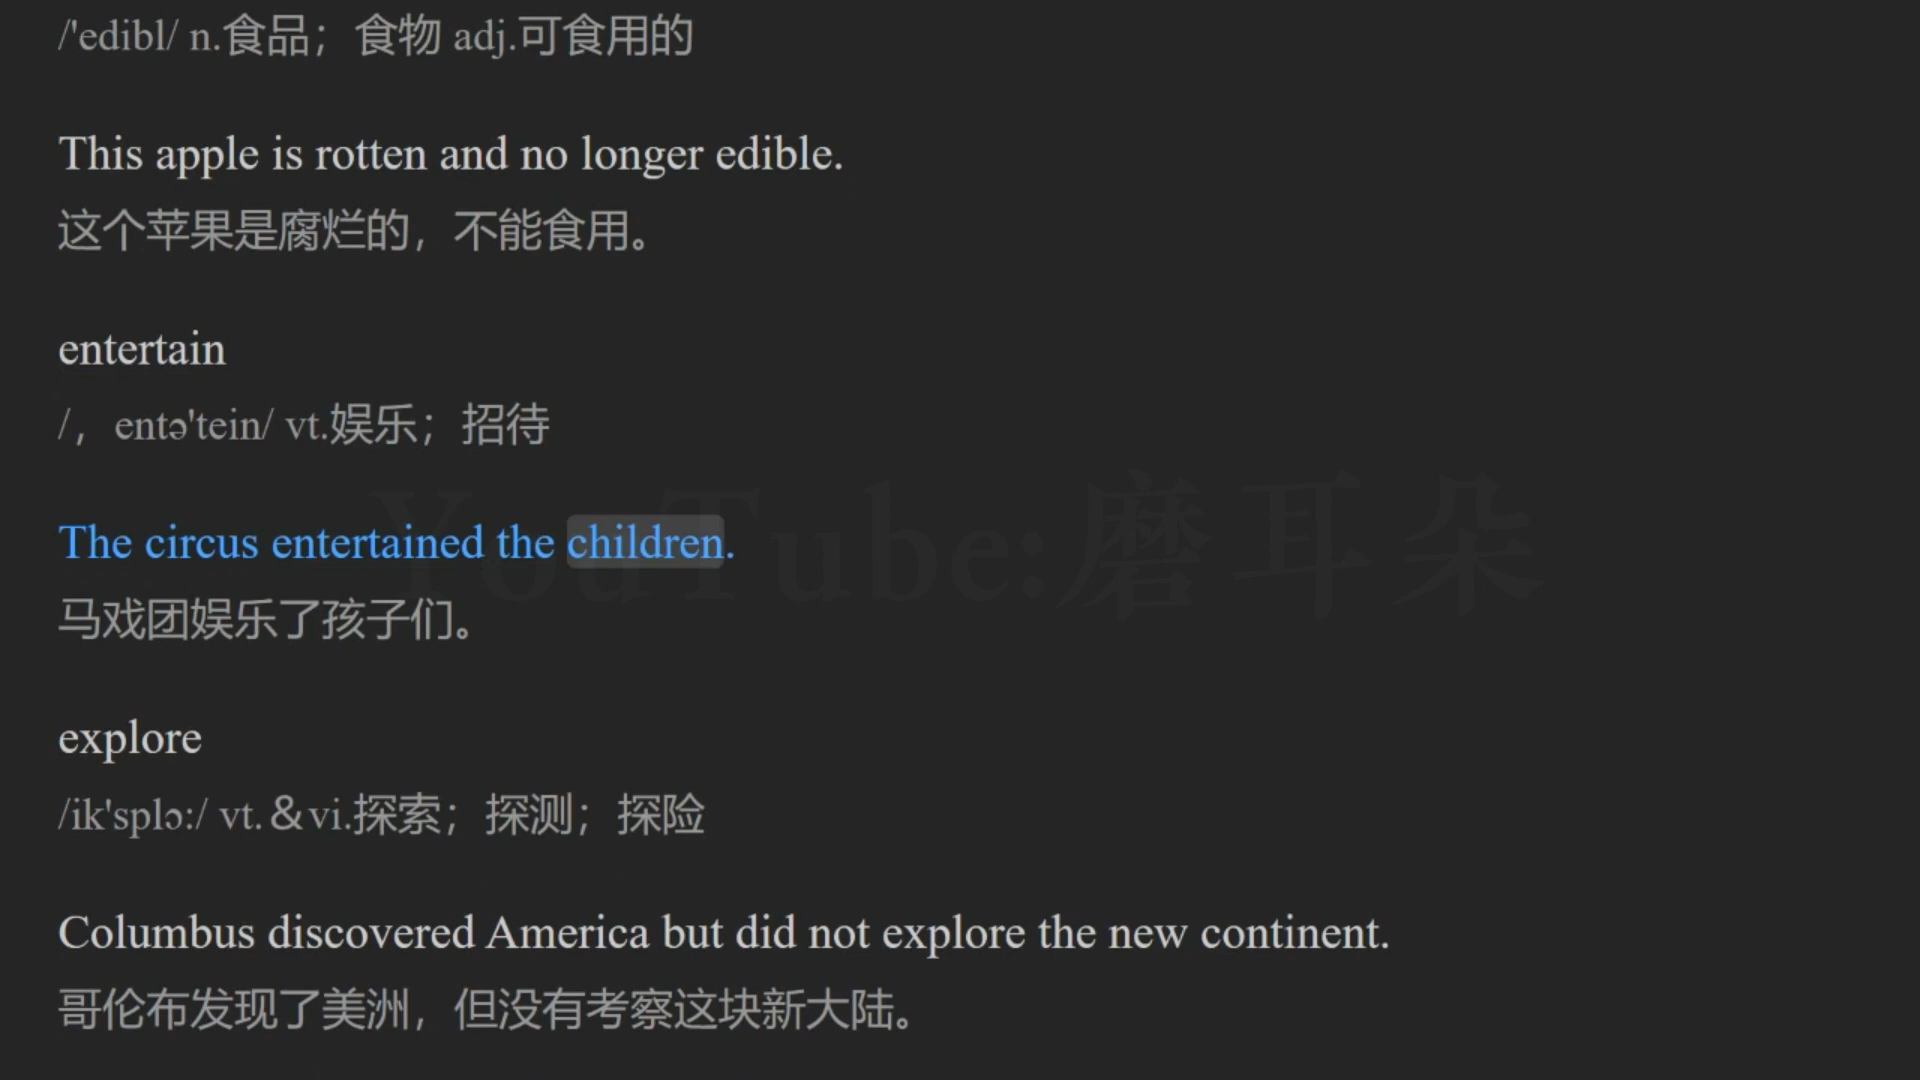 /'edibl/ n.食品；食物 adj.可食用的
This apple is rotten and no longer edible.
这个苹果是腐烂的，不能食用。
entertain
/，entə'tein/ vt.娱乐；招待
The circus entertained the children.
马戏团娱乐了孩子们。
YouTube:磨耳朵
explore
/ik'splɔ:/ vt.＆vi.探索；探测；探险
Columbus discovered America but did not explore the new continent.
哥伦布发现了美洲，但没有考察这块新大陆。